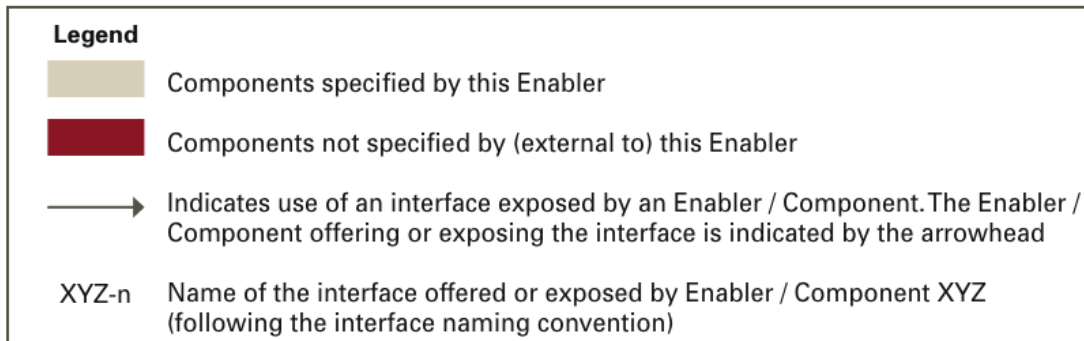 Legend
Components specified by this Enabler
Components not specified by (external to) this Enabler
Indicates use of an interface exposed by an Enabler / Component. The Enabler /
Component offering or exposing the interface is indicated by the arrowhead
XYZ-n Name of the interface offered or exposed by Enabler / Component XYZ
(following the interface naming convention)